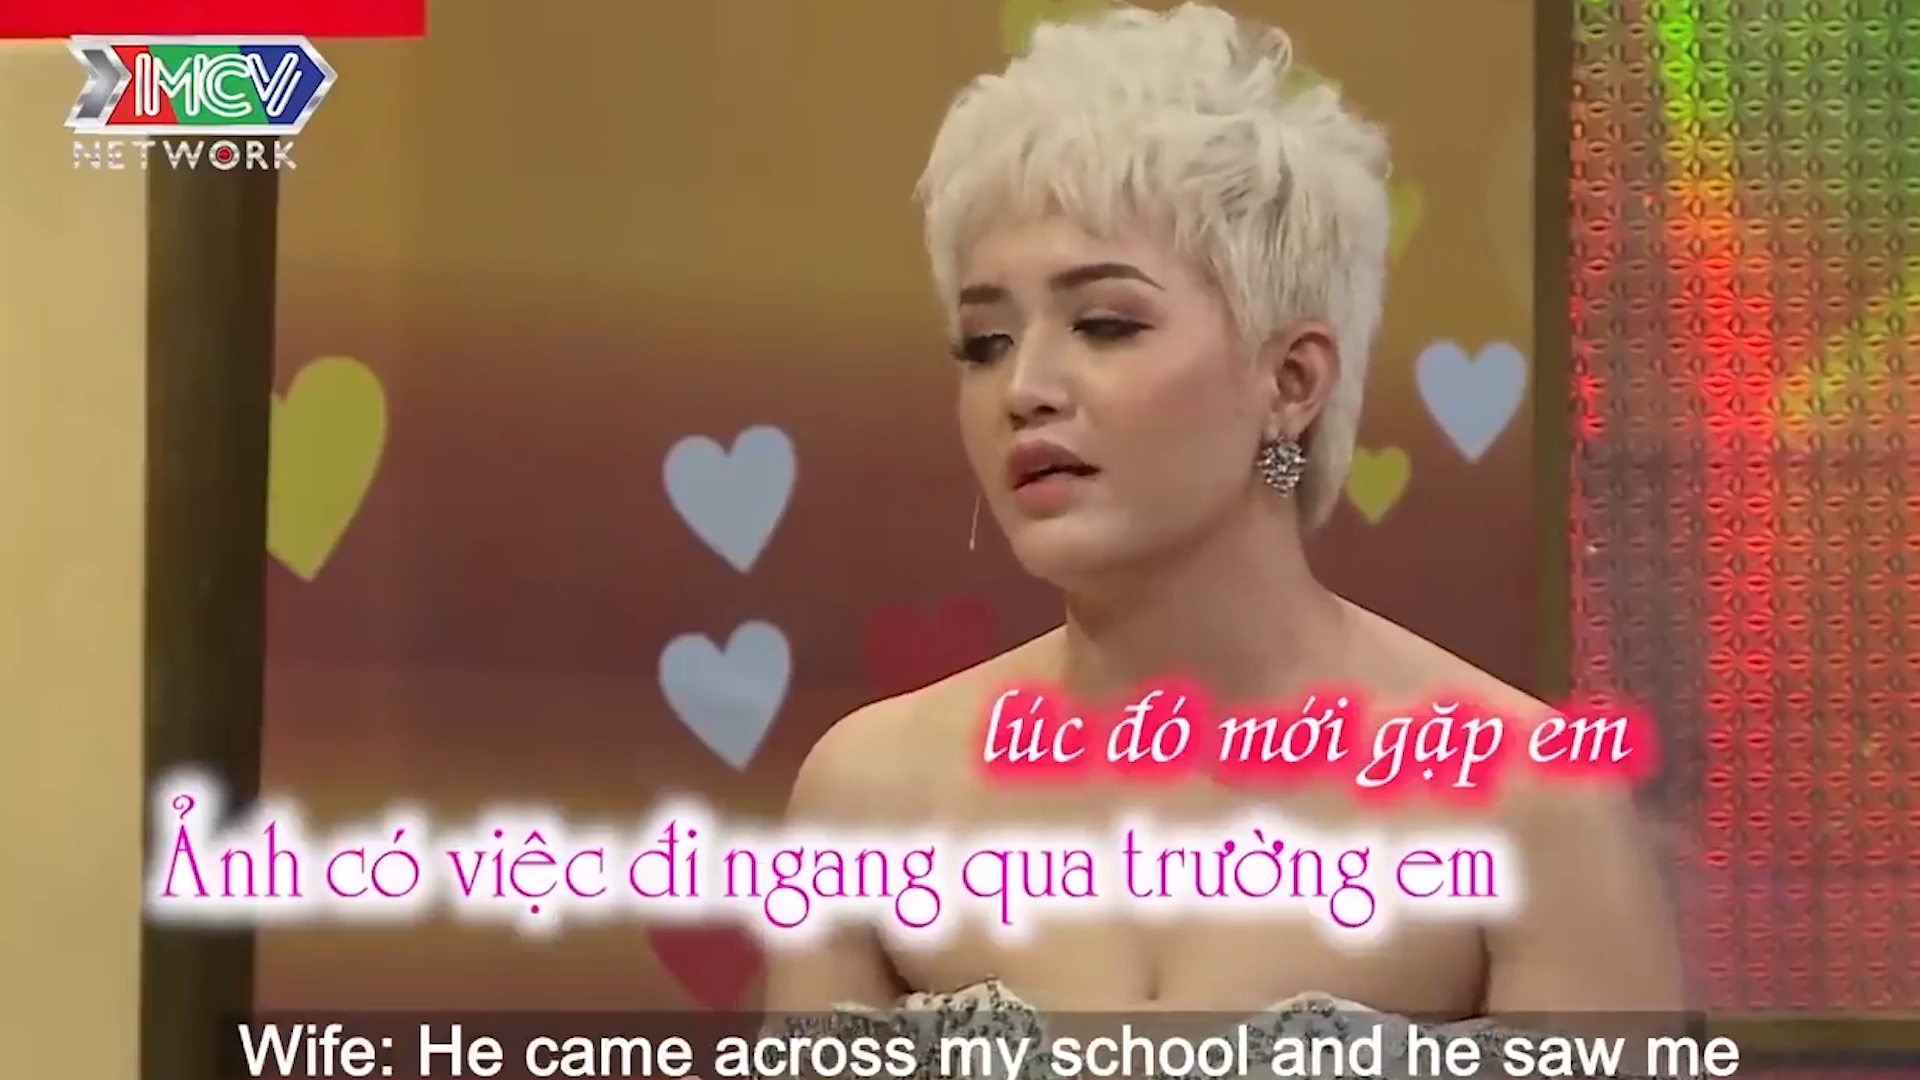 MCV
NETWORK
lúc đó mới gặp em
Ảnh có việc đi ngang qua trường em
Wife: He came across my school and he saw me